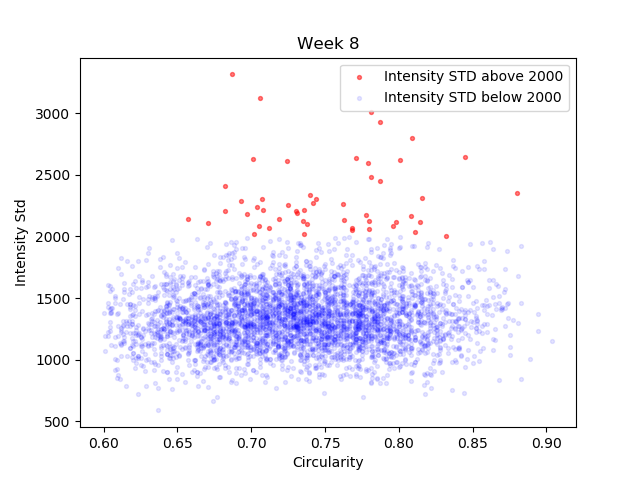 Week 8
Intensity STD above 2000
Intensity STD below 2000
3000
2500
2000
1500
1000
500
Intensity Std
0.60 0.65 0.70 0.75 0.80 0.85 0.90
Circularity